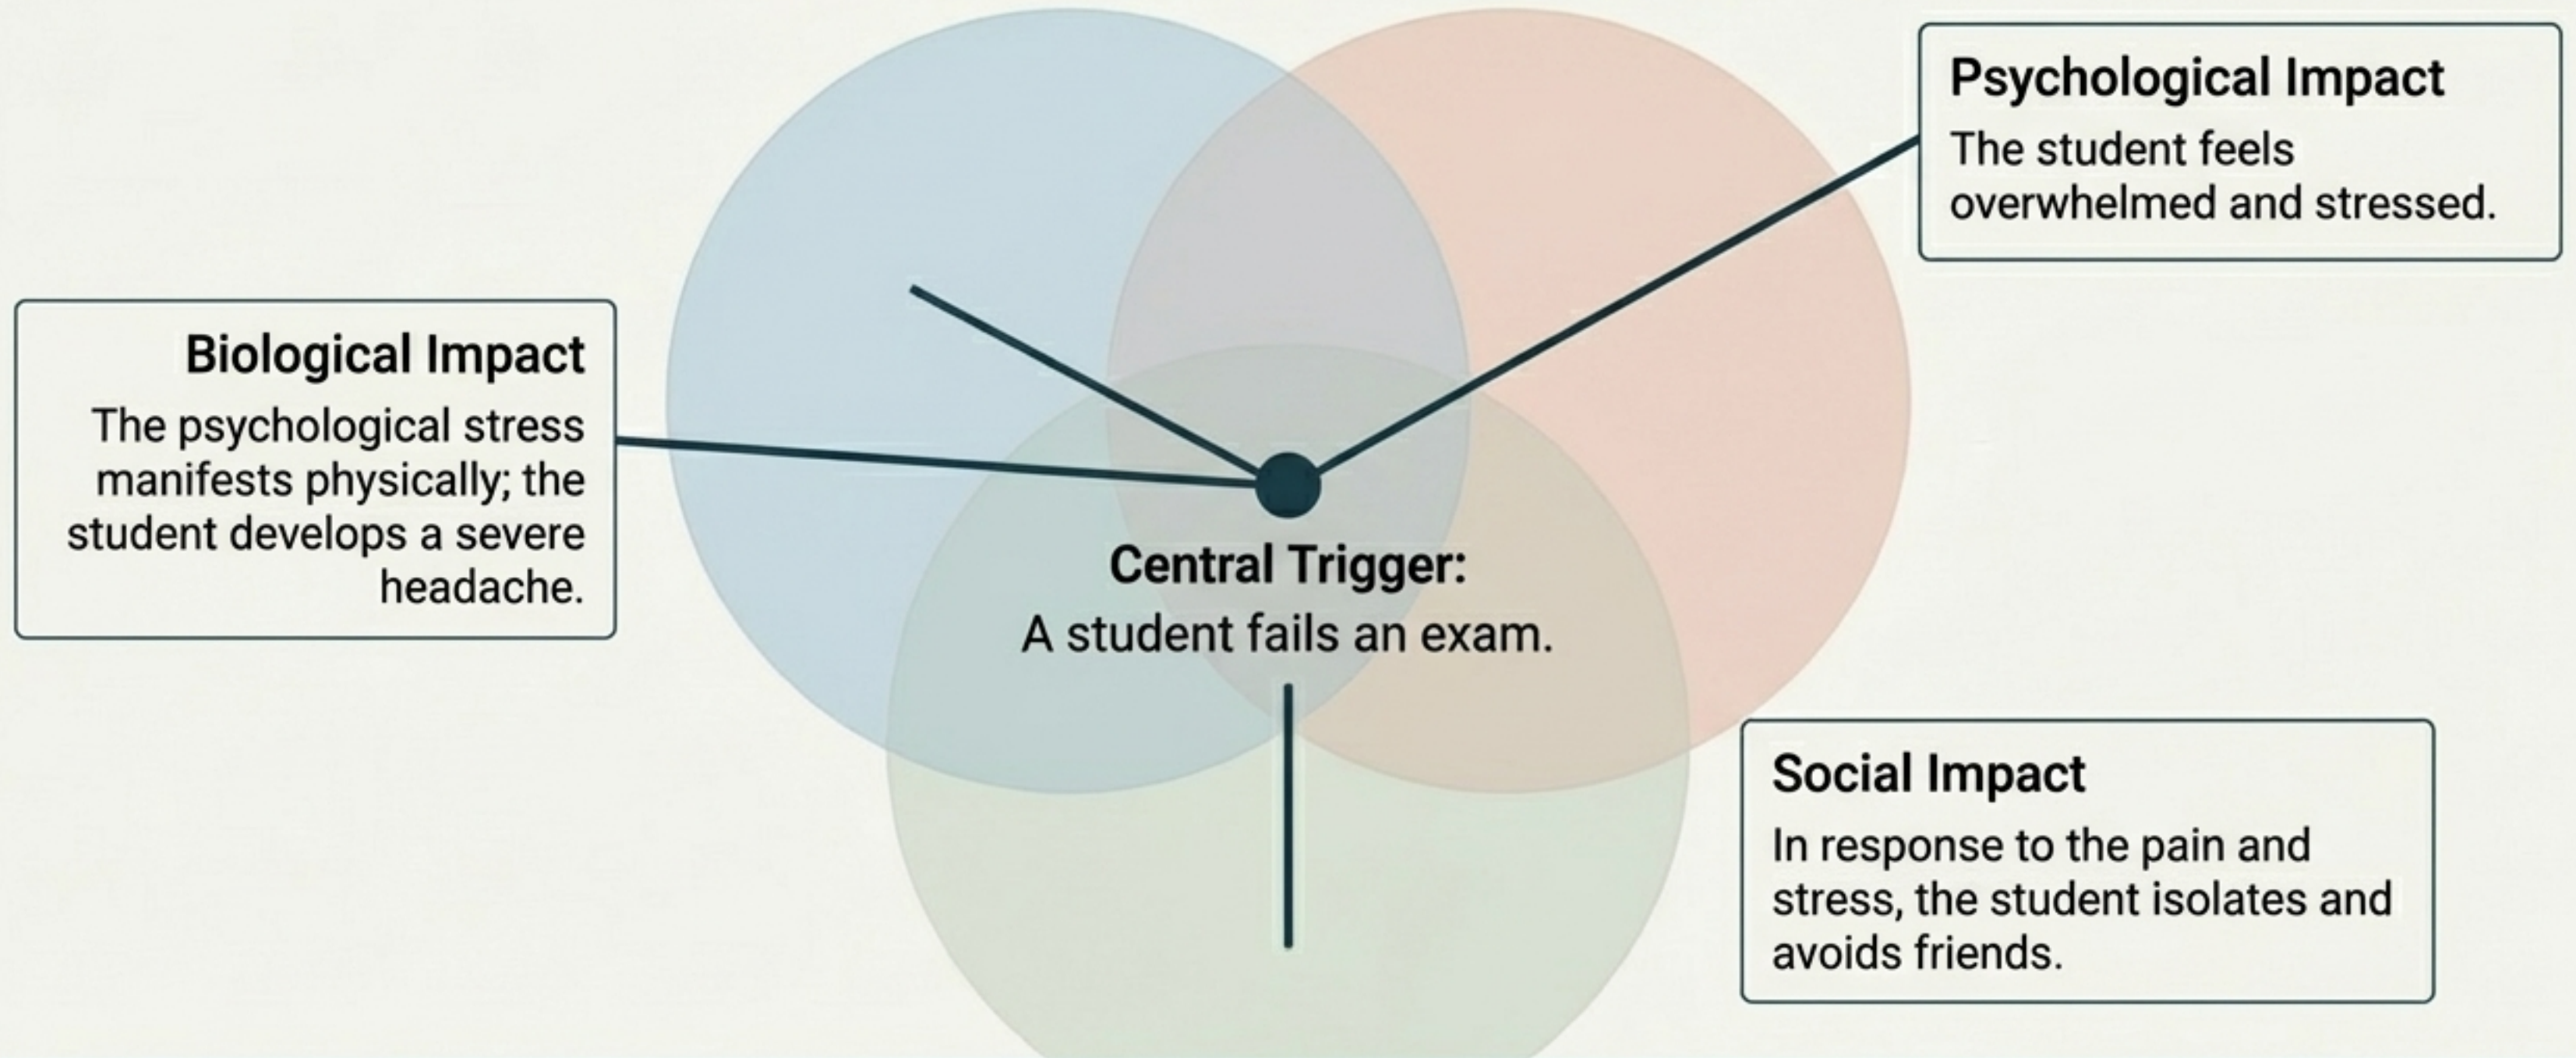 Psychological Impact
The student feels
overwhelmed and stressed.
Biological Impact
The psychological stress
manifests physically; the
student develops a severe
headache.
Central Trigger:
A student fails an exam.
Social Impact
In response to the pain and
stress, the student isolates and
avoids friends.